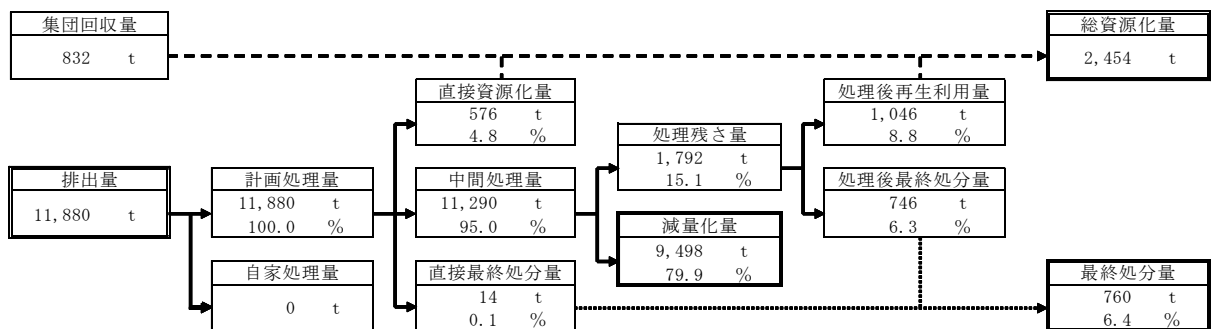 集団回収量
832 t
総資源化量
2,454 t
直接資源化量
576 t
4.8 %
処理後再生利用量
1,046 t
8.8 %
処理残さ量
1,792 t
15.1 %
排出量
11,880 t
計画処理量
11,880 t
100.0 %
中間処理量
11,290 t
95.0 %
処理後最終処分量
746 t
6.3 %
減量化量
9,498 t
79.9 %
自家処理量
0 t
直接最終処分量
14 t
0.1 %
最終処分量
760 t
6.4 %